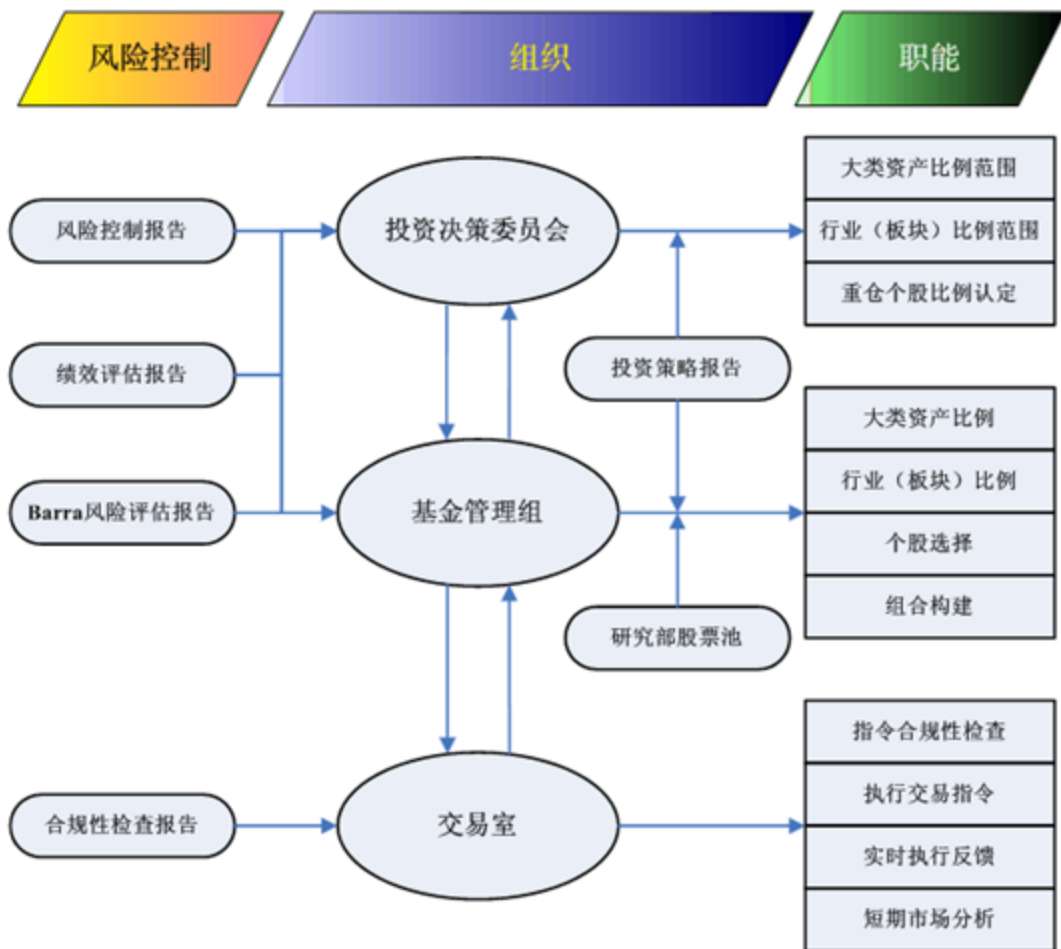 风险控制
组织
职能
风险控制报告
绩效评估报告
Barra风险评估报告
合规性检查报告
投资决策委员会
基金管理组
交易室
投资策略报告
研究部股票池
大类资产比例范围
行业（板块）比例范围
重仓个股比例认定
大类资产比例
行业（板块）比例
个股选择
组合构建
指令合规性检查
执行交易指令
实时执行反馈
短期市场分析